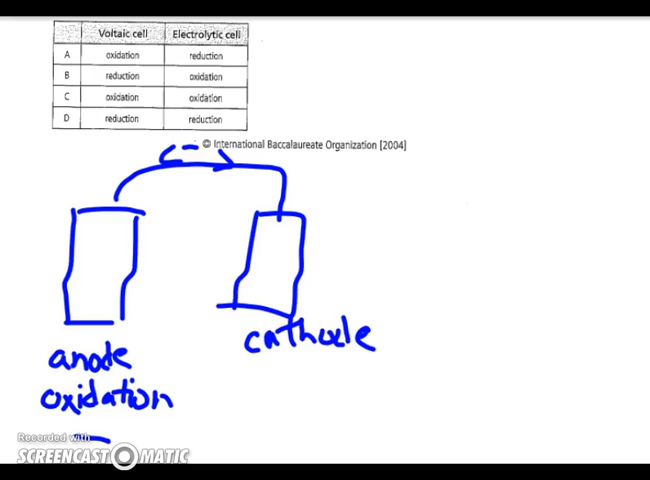 Voltaic cell Electrolytic cell
A oxidation reduction
B reduction oxidation
C oxidation oxidation
D reduction reduction
© International Baccalaureate Organization [2004]
anode
cathode
oxidation
Recorded with
SCREENCAST MATIC